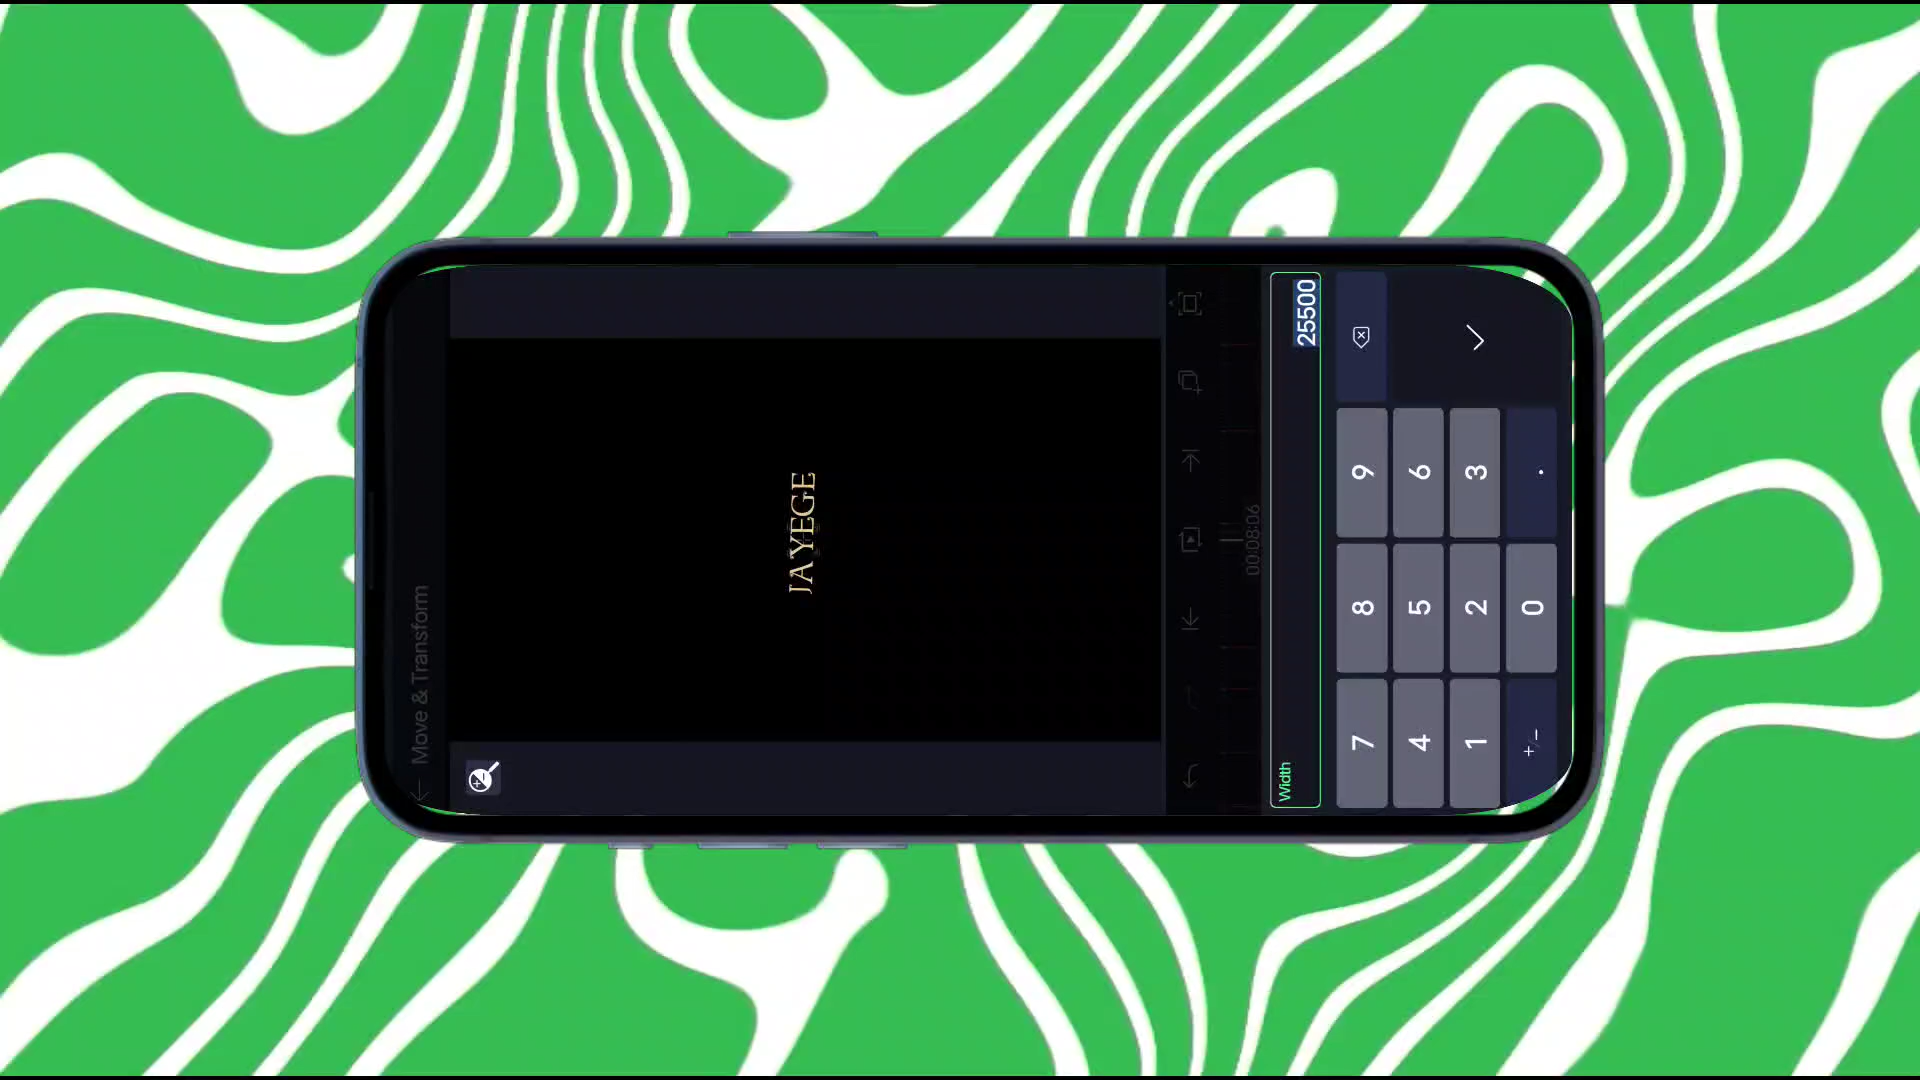 Move & Transform
JAYEGE
00:08:06
Width
25500
7 8 9
4 5 6
1 2 3
+/- 0 .